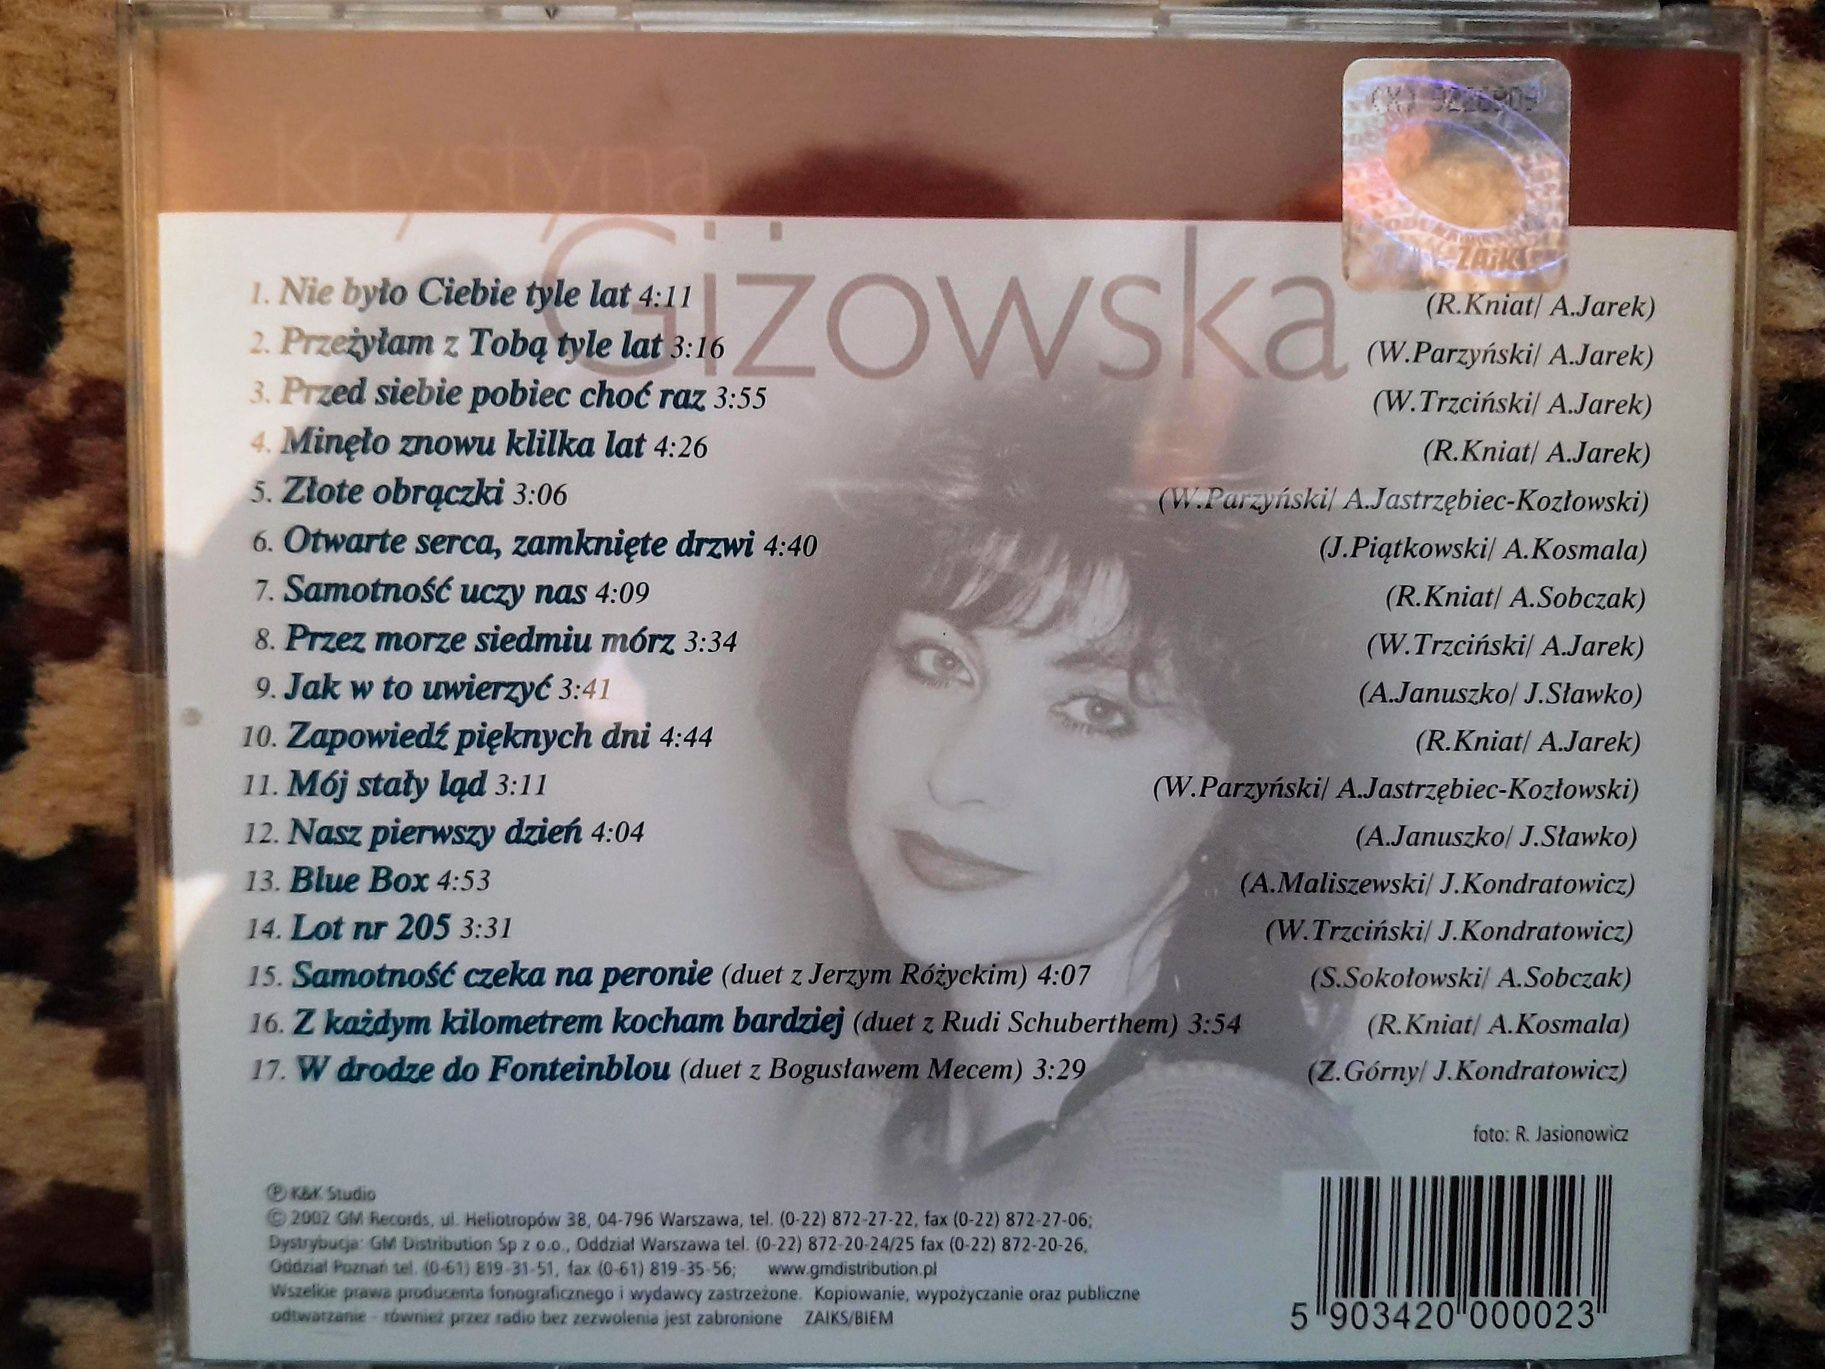 Krystyna
Giżowska
1. Nie było Ciebie tyle lat 4:11 (R.Kniat/ A.Jarek)
2. Przeżyłam z Tobą tyle lat 3:16 (W.Parzyński/ A.Jarek)
3. Przed siebie pobiec choć raz 3:55 (W.Trzciński/ A.Jarek)
4. Minęło znowu klilka lat 4:26 (R.Kniat/ A.Jarek)
5. Złote obrączki 3:06 (W.Parzyński/ A.Jastrzębiec-Kozłowski)
6. Otwarte serca, zamknięte drzwi 4:40 (J.Piątkowski/ A.Kosmala)
7. Samotność uczy nas 4:09 (R.Kniat/ A.Sobczak)
8. Przez morze siedmiu mórz 3:34 (W.Trzciński/ A.Jarek)
9. Jak w to uwierzyć 3:41 (A.Januszko/ J.Sławko)
10. Zapowiedź pięknych dni 4:44 (R.Kniat/ A.Jarek)
11. Mój stały ląd 3:11 (W.Parzyński/ A.Jastrzębiec-Kozłowski)
12. Nasz pierwszy dzień 4:04 (A.Januszko/ J.Sławko)
13. Blue Box 4:53 (A.Maliszewski/ J.Kondratowicz)
14. Lot nr 205 3:31 (W.Trzciński/ J.Kondratowicz)
15. Samotność czeka na peronie (duet z Jerzym Różyckim) 4:07 (S.Sokołowski/ A.Sobczak)
16. Z każdym kilometrem kocham bardziej (duet z Rudi Schuberthem) 3:54 (R.Kniat/ A.Kosmala)
17. W drodze do Fonteinblou (duet z Bogusławem Mecem) 3:29 (Z.Górny/ J.Kondratowicz)
foto: R. Jasionowicz
Ⓟ K&K Studio
© 2002 GM Records, ul. Heliotropów 38, 04-796 Warszawa, tel. (0-22) 872-27-22, fax (0-22) 872-27-06;
Dystrybucja: GM Distribution Sp z o.o., Oddział Warszawa tel. (0-22) 872-20-24/25 fax (0-22) 872-20-26,
Oddział Poznań tel. (0-61) 819-31-51, fax (0-61) 819-35-56; www.gmdistribution.pl
Wszelkie prawa producenta fonograficznego i wydawcy zastrzeżone. Kopiowanie, wypożyczanie oraz publiczne
odtwarzanie - również przez radio bez zezwolenia jest zabronione ZAIKS/BIEM
5 903420 000023
ZAiKS